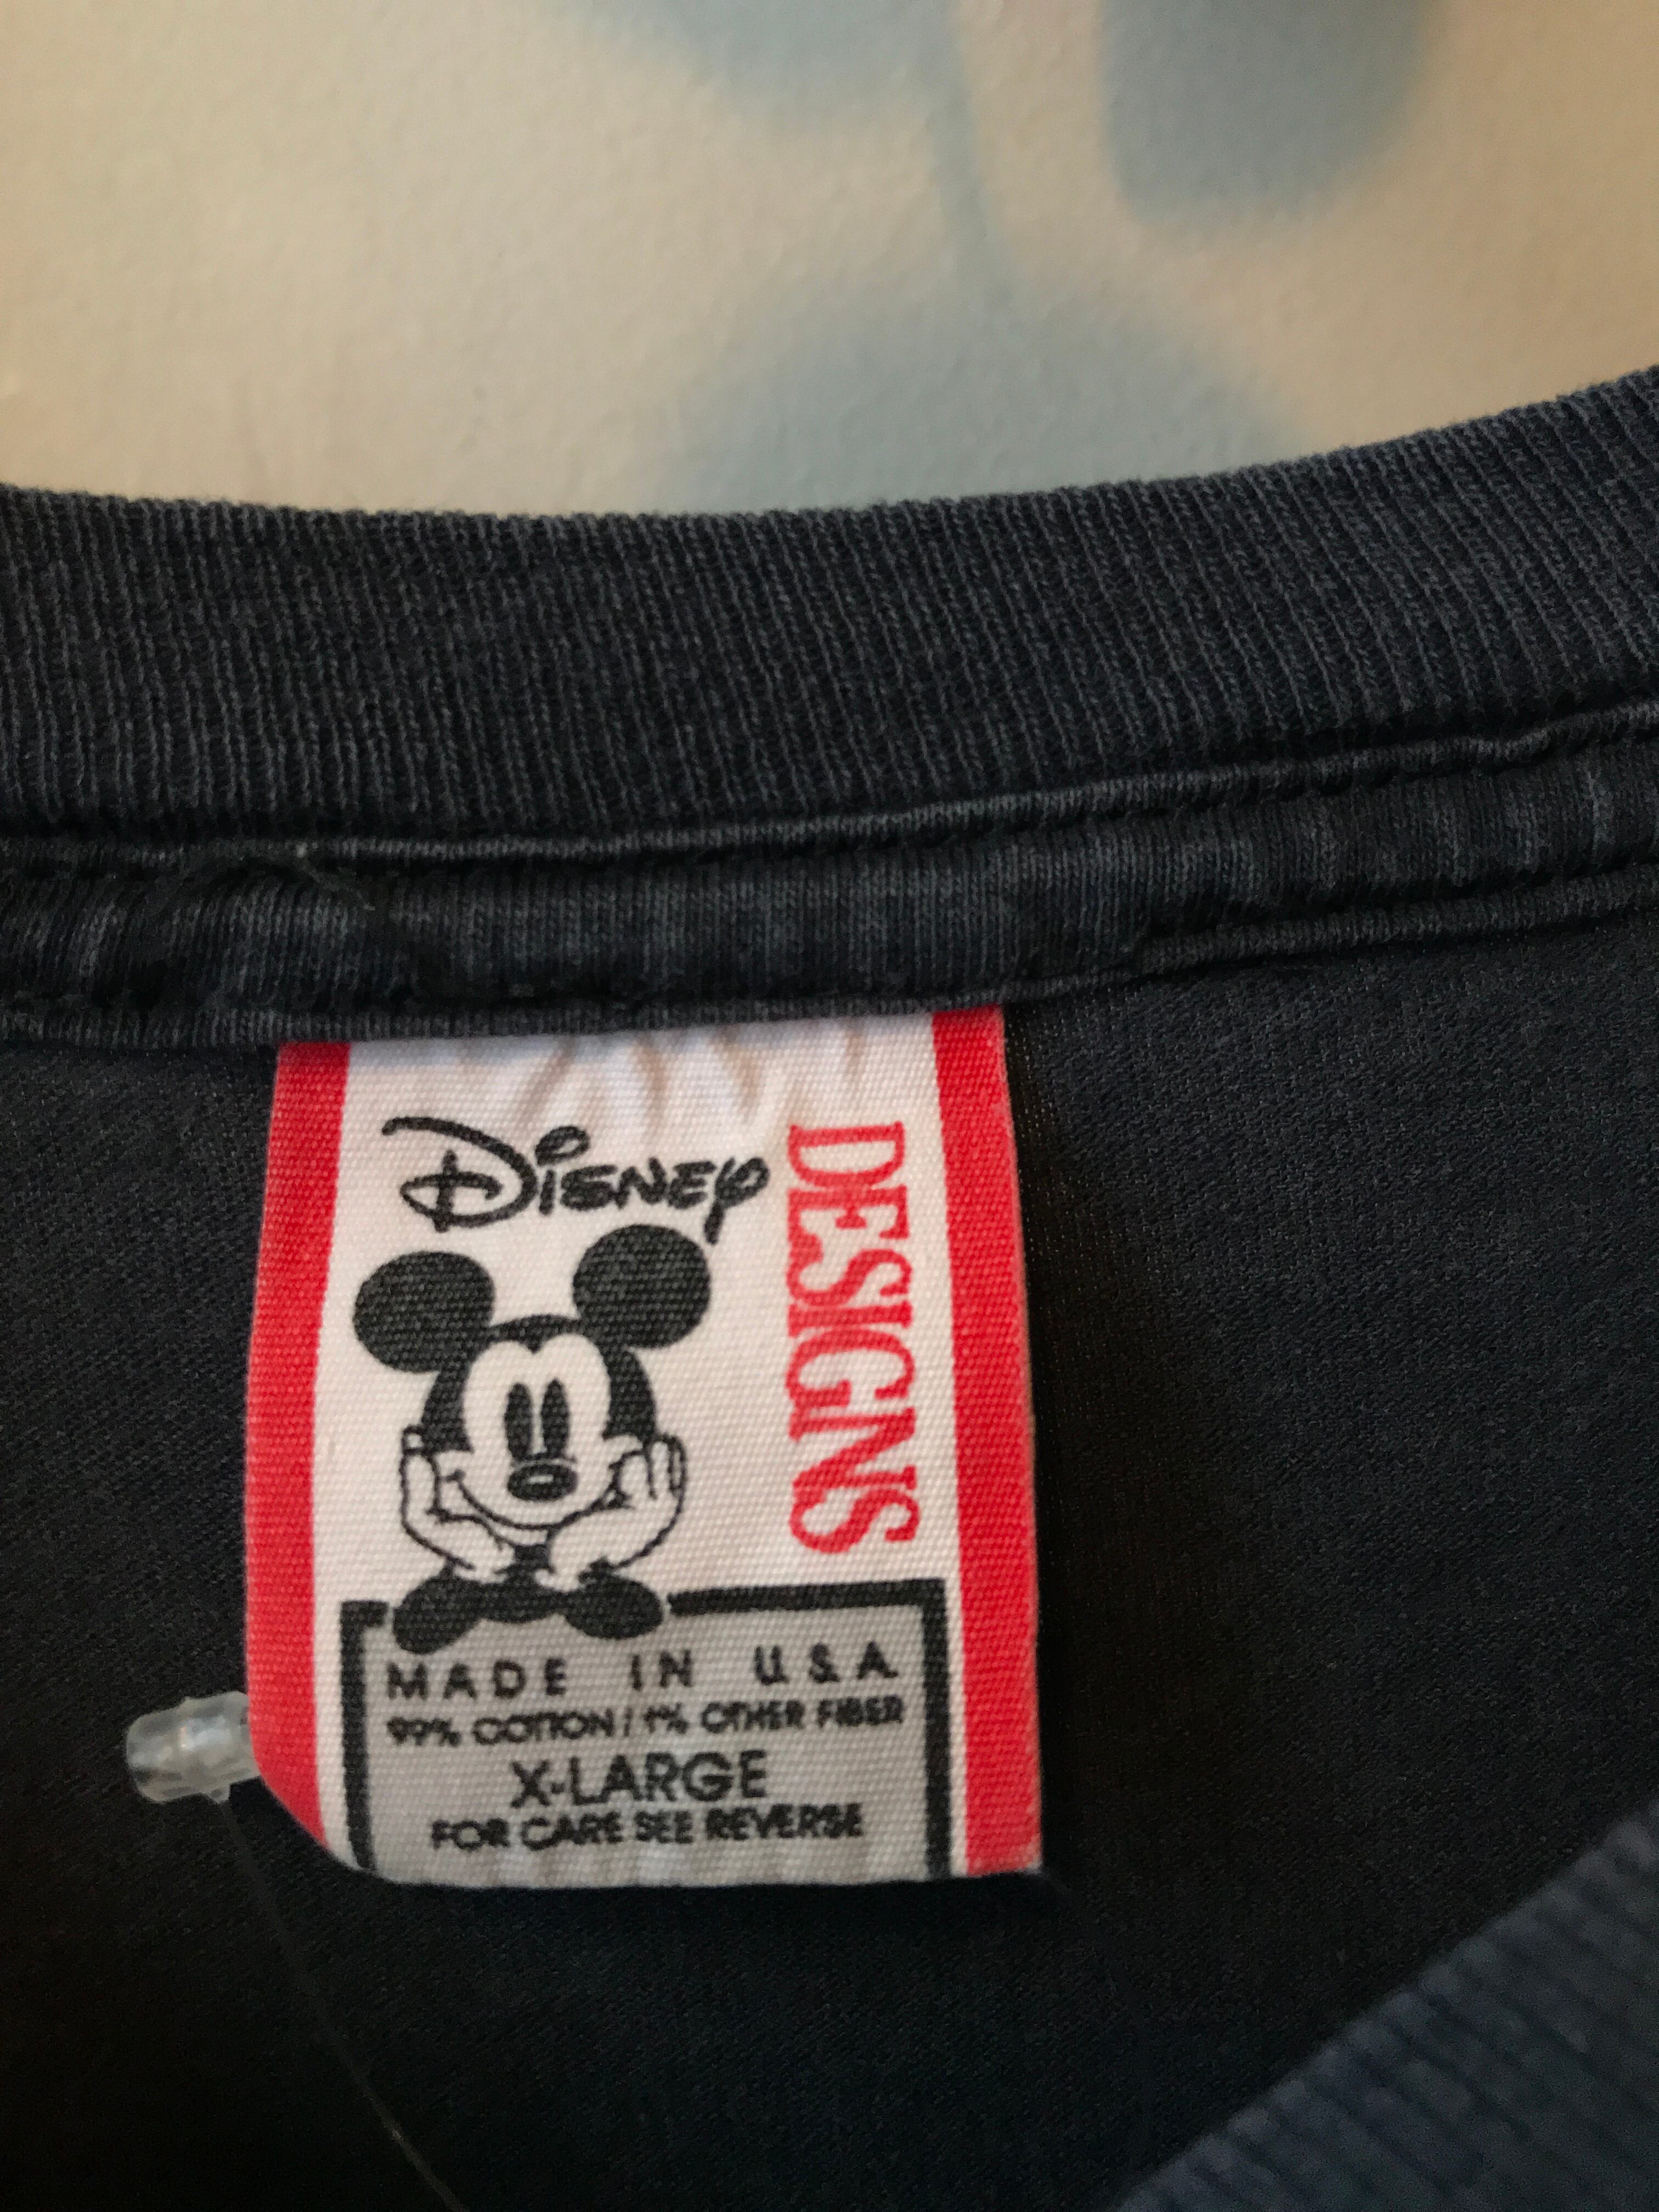 Disney
DESIGNS
MADE IN U.S.A.
99% COTTON / 1% OTHER FIBER
X-LARGE
FOR CARE SEE REVERSE